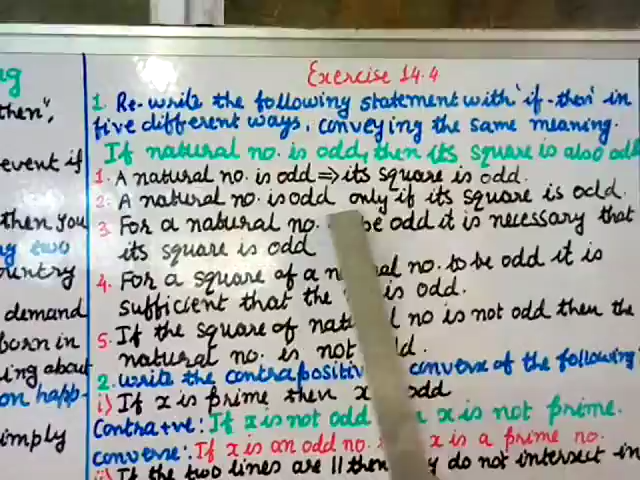 Exercise 14.4
1. Re-write the following statement with 'if-then' in
five different ways, conveying the same meaning.
If natural no. is odd, then its square is also odd
1. A natural no. is odd ⇒ its square is odd.
2. A natural no. is odd only if its square is odd.
3. For a natural no. be odd it is necessary that
its square is odd
4. For a square of a no. to be odd it is
sufficient that the is odd.
5. If the square of no is not odd then the
natural no. is not
2. write the converse of the following
i) If x is prime then x odd
Contra+ve: If x is not odd x is not prime.
converse: If x is an odd no. x is a prime no.
ii) If the two lines are || then do not intersect in
then",
event if
then you
two
demand
born in
about
on happ-
imply